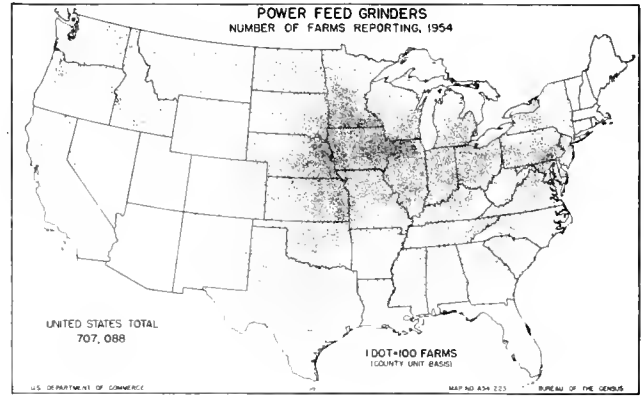 POWER FEED GRINDERS
NUMBER OF FARMS REPORTING, 1954
UNITED STATES TOTAL
707,088
1 DOT=100 FARMS
(COUNTY UNIT BASIS)
U.S. DEPARTMENT OF COMMERCE
MAP NO. A54-223
BUREAU OF THE CENSUS